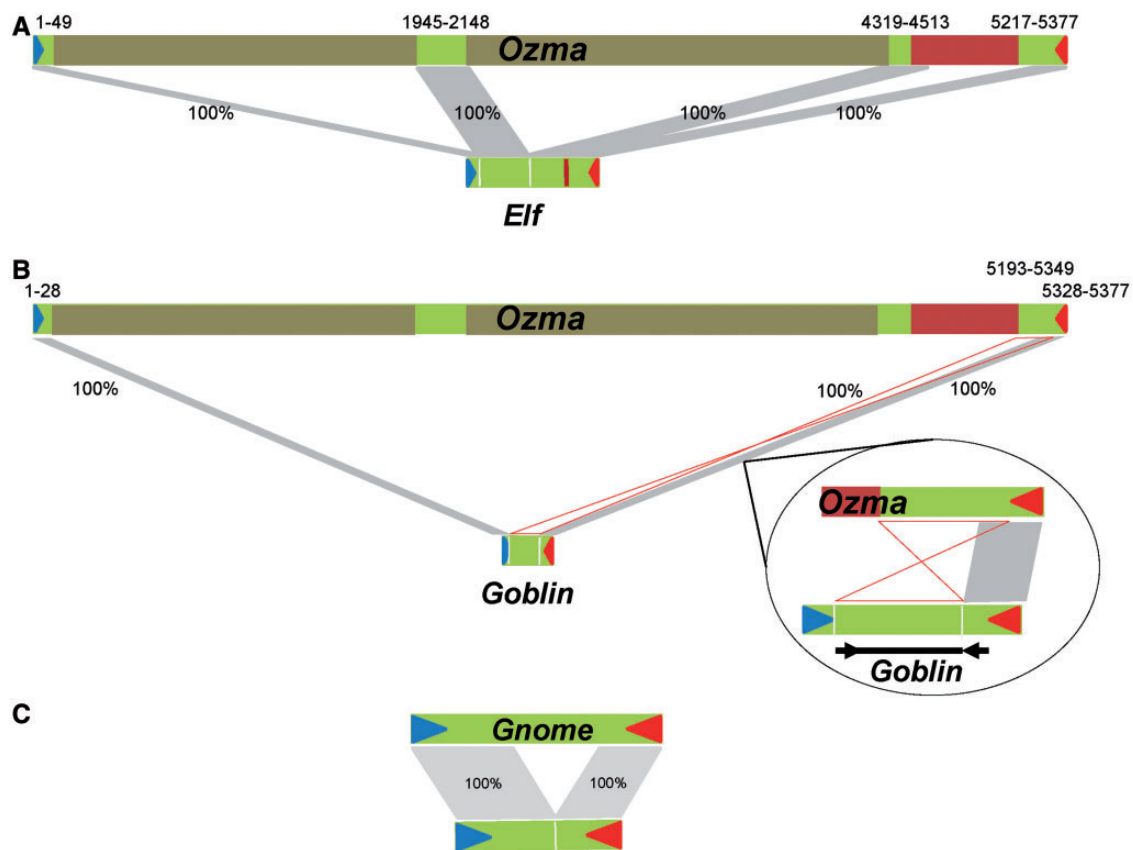 A
1-49 1945-2148 4319-4513 5217-5377
Ozma
100% 100% 100% 100%
Elf
B
5193-5349
1-28 5328-5377
Ozma
100% 100% 100%
Ozma
Goblin
Goblin
C
Gnome
100% 100%